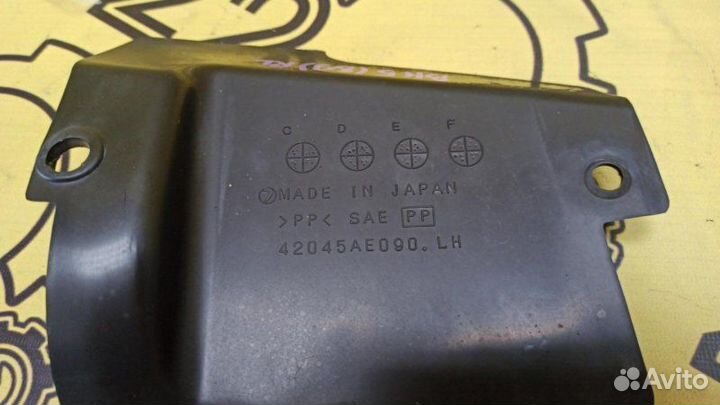 C D E F
MADE IN JAPAN
>PP< SAE PP
42045AE090.LH
Avito